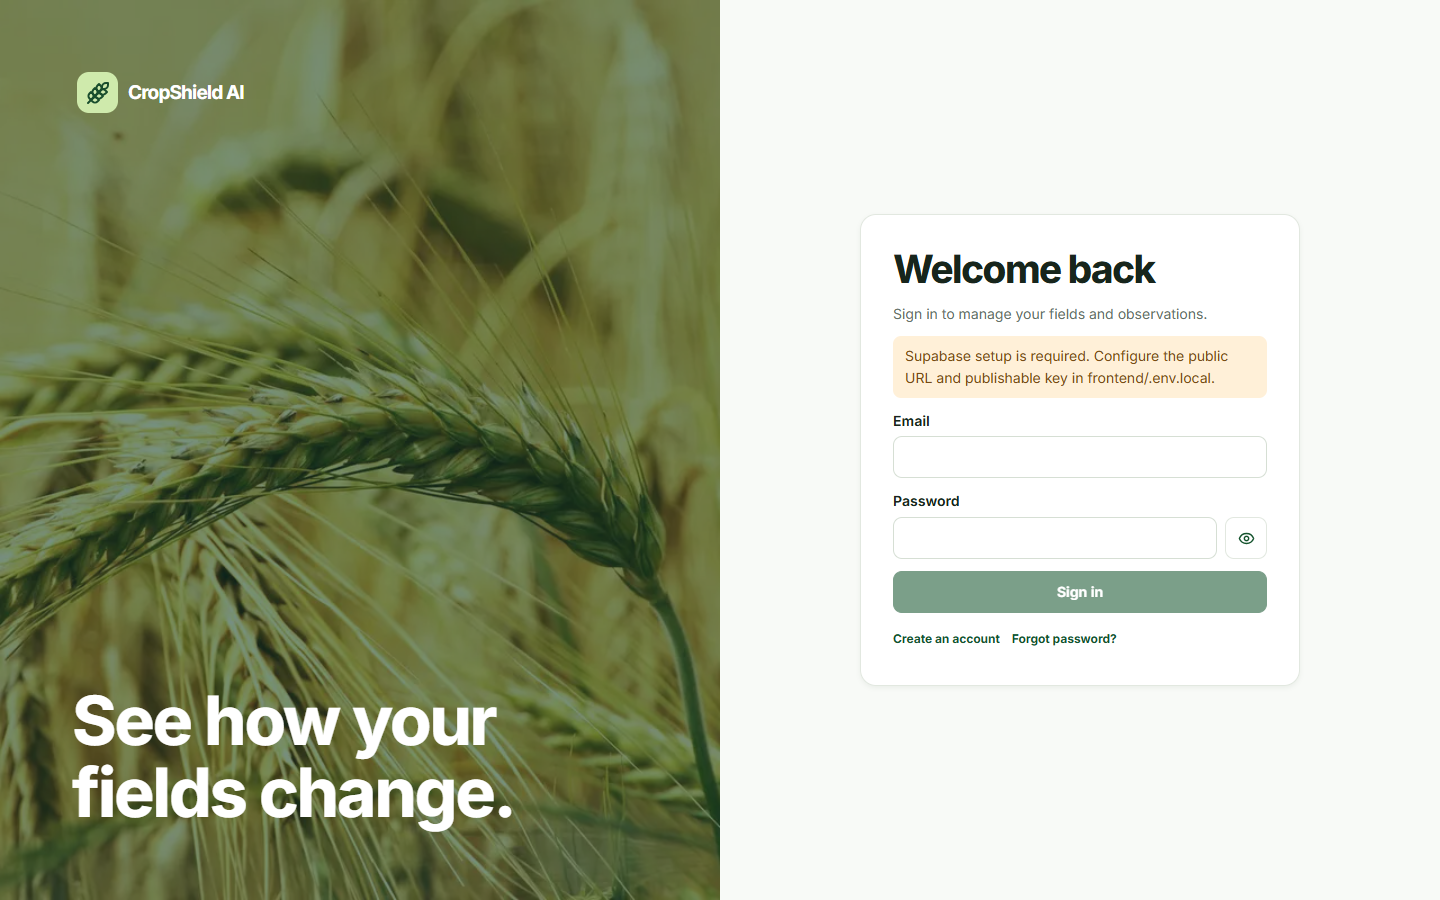 CropShield AI
See how your
fields change.
Welcome back
Sign in to manage your fields and observations.
Supabase setup is required. Configure the public
URL and publishable key in frontend/.env.local.
Email
Password
Sign in
Create an account Forgot password?